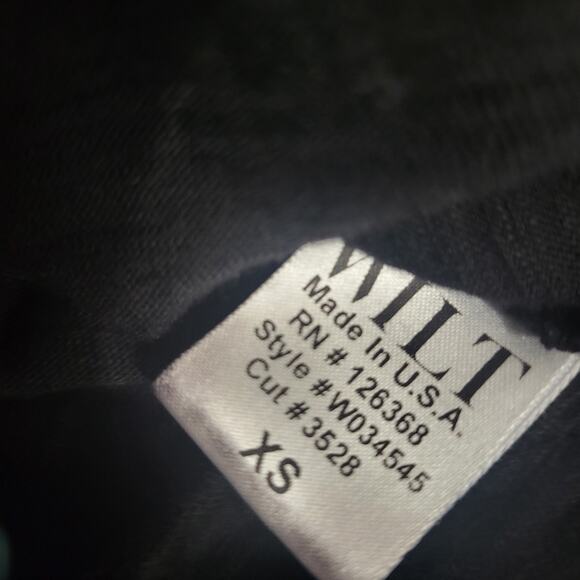 WILT
Made In U.S.A.
RN # 126368
Style # W034545
Cut # 3528
XS